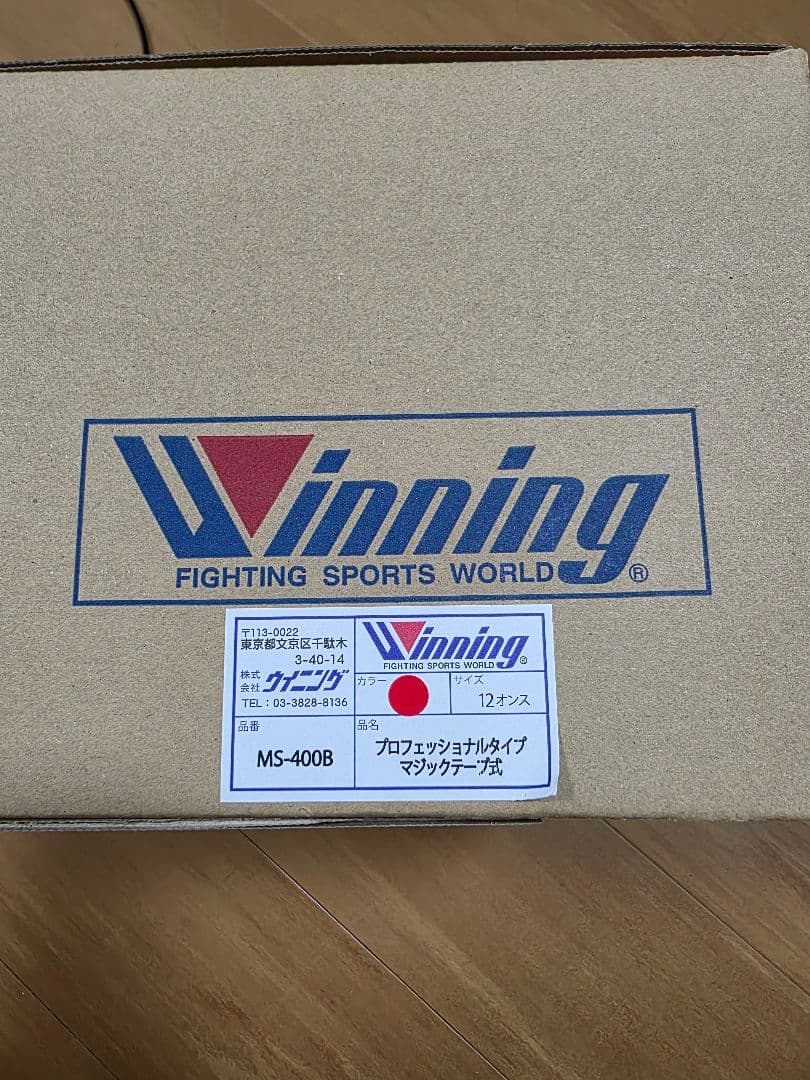 Winning
FIGHTING SPORTS WORLD®
〒113-0022
東京都文京区千駄木
3-40-14
株式会社 ウイニング
TEL：03-3828-8136
Winning®
FIGHTING SPORTS WORLD
カラー
サイズ
12オンス
品番
MS-400B
品名
プロフェッショナルタイプ
マジックテープ式